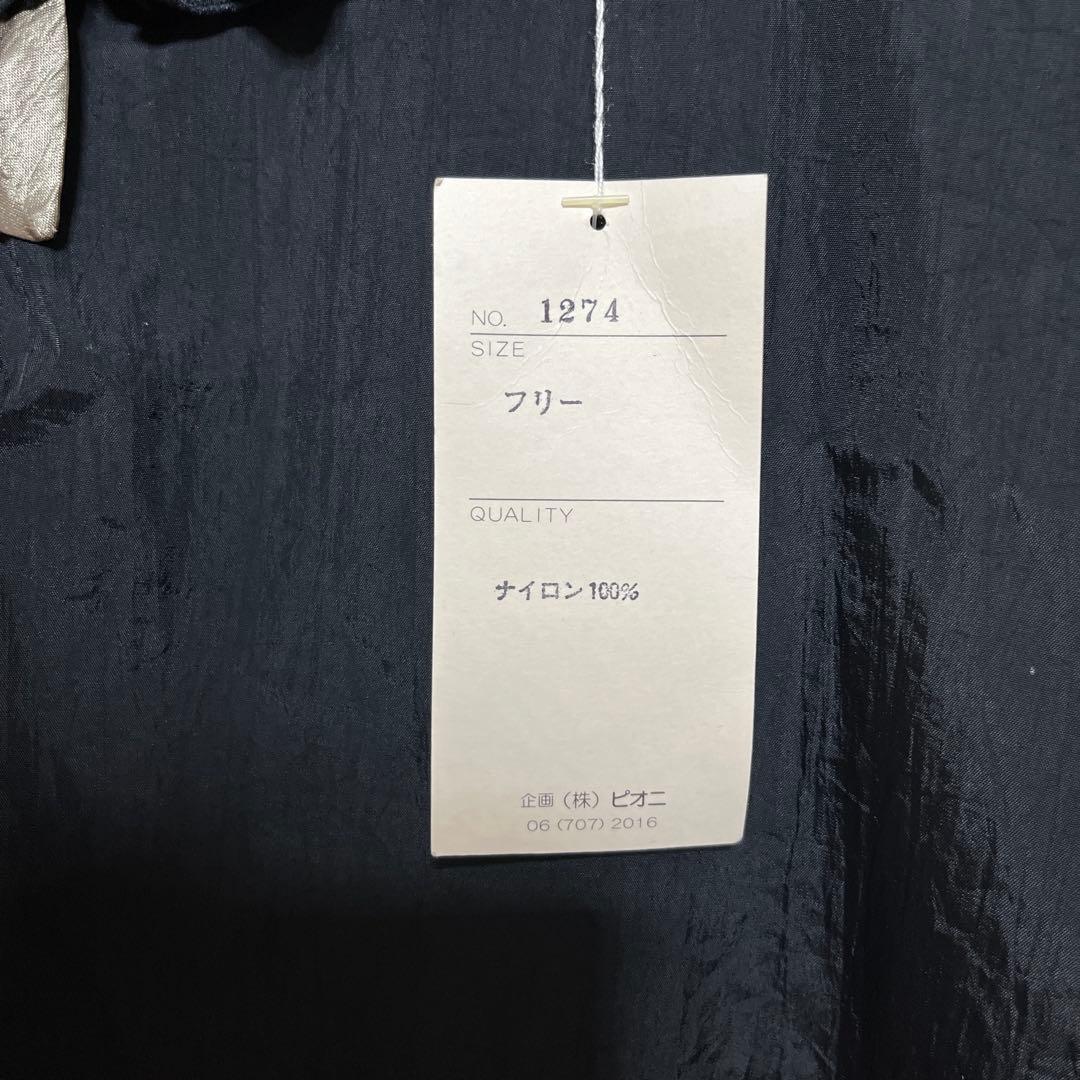 NO. 1274
SIZE
フリー
QUALITY
ナイロン100%
企画（株）ピオニ
06 (707) 2016